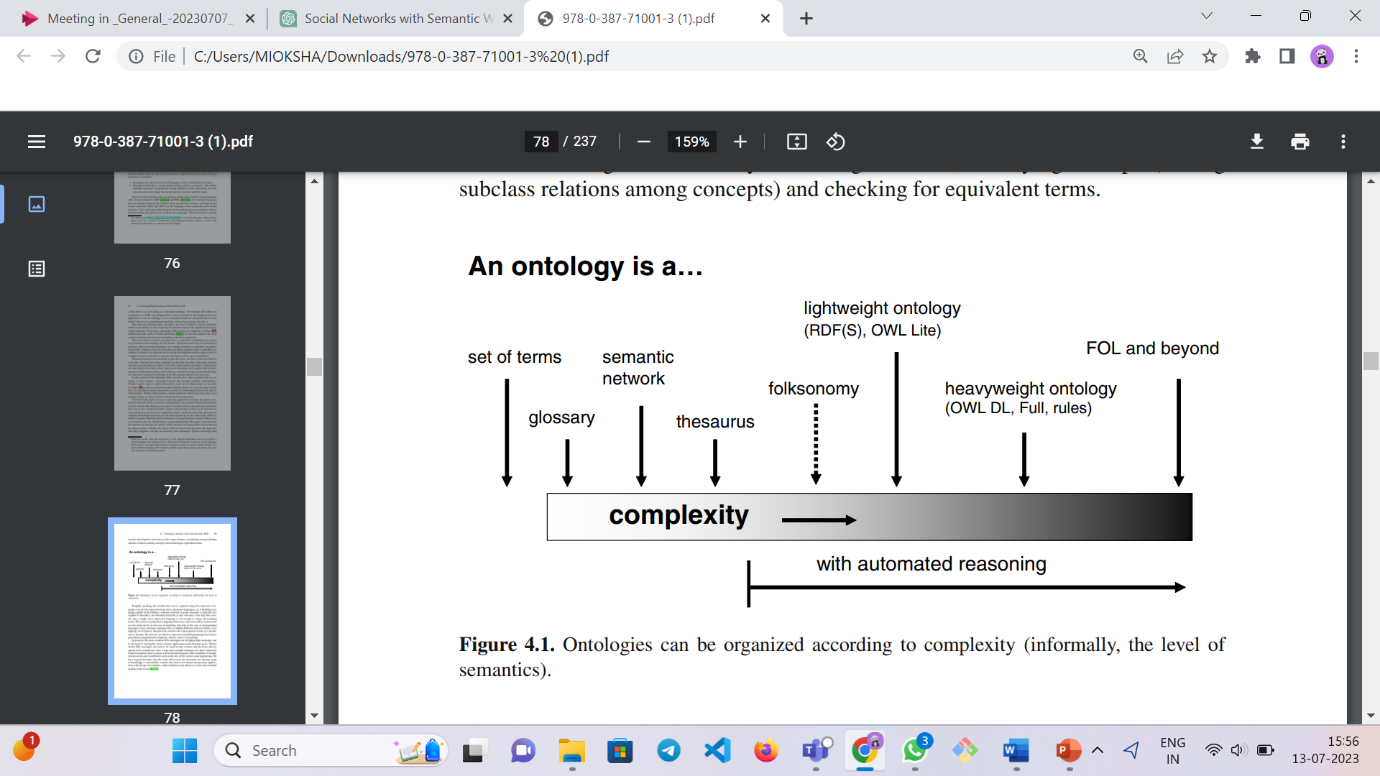 Meeting in _General_-20230707_
Social Networks with Semantic W
978-0-387-71001-3 (1).pdf
File | C:/Users/MIOKSHA/Downloads/978-0-387-71001-3%20(1).pdf
978-0-387-71001-3 (1).pdf
78 / 237
159%
76
77
78
subclass relations among concepts) and checking for equivalent terms.
An ontology is a...
lightweight ontology
(RDF(S), OWL Lite)
set of terms
semantic
network
FOL and beyond
folksonomy
heavyweight ontology
(OWL DL, Full, rules)
glossary
thesaurus
complexity
with automated reasoning
Figure 4.1. Ontologies can be organized according to complexity (informally, the level of
semantics).
1
Search
3
ENG
IN
15:56
13-07-2023